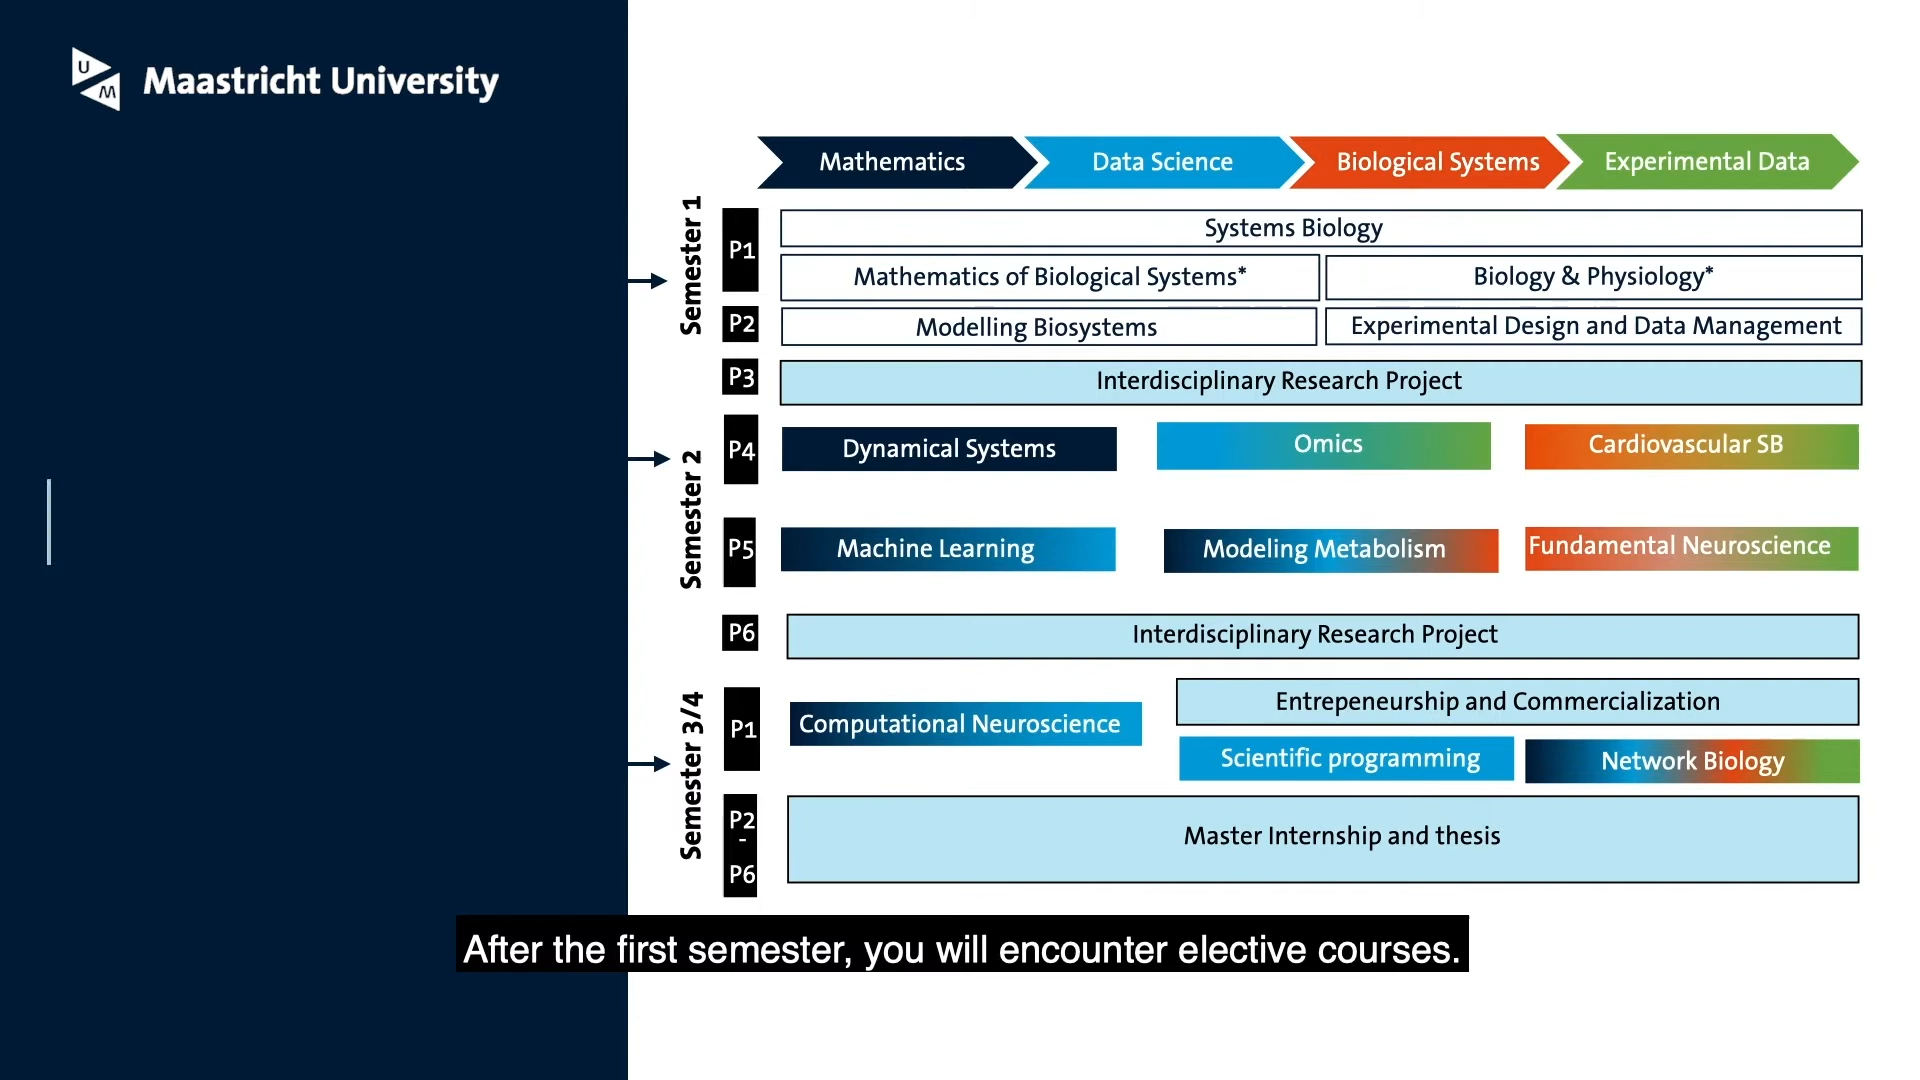 U
M
Maastricht University
Mathematics
Data Science
Biological Systems
Experimental Data
Semester 1
P1
Systems Biology
Mathematics of Biological Systems*
Biology & Physiology*
P2
Modelling Biosystems
Experimental Design and Data Management
P3
Interdisciplinary Research Project
Semester 2
P4
Dynamical Systems
Omics
Cardiovascular SB
P5
Machine Learning
Modeling Metabolism
Fundamental Neuroscience
P6
Interdisciplinary Research Project
Semester 3/4
P1
Computational Neuroscience
Entrepeneurship and Commercialization
Scientific programming
Network Biology
P2
-
P6
Master Internship and thesis
After the first semester, you will encounter elective courses.